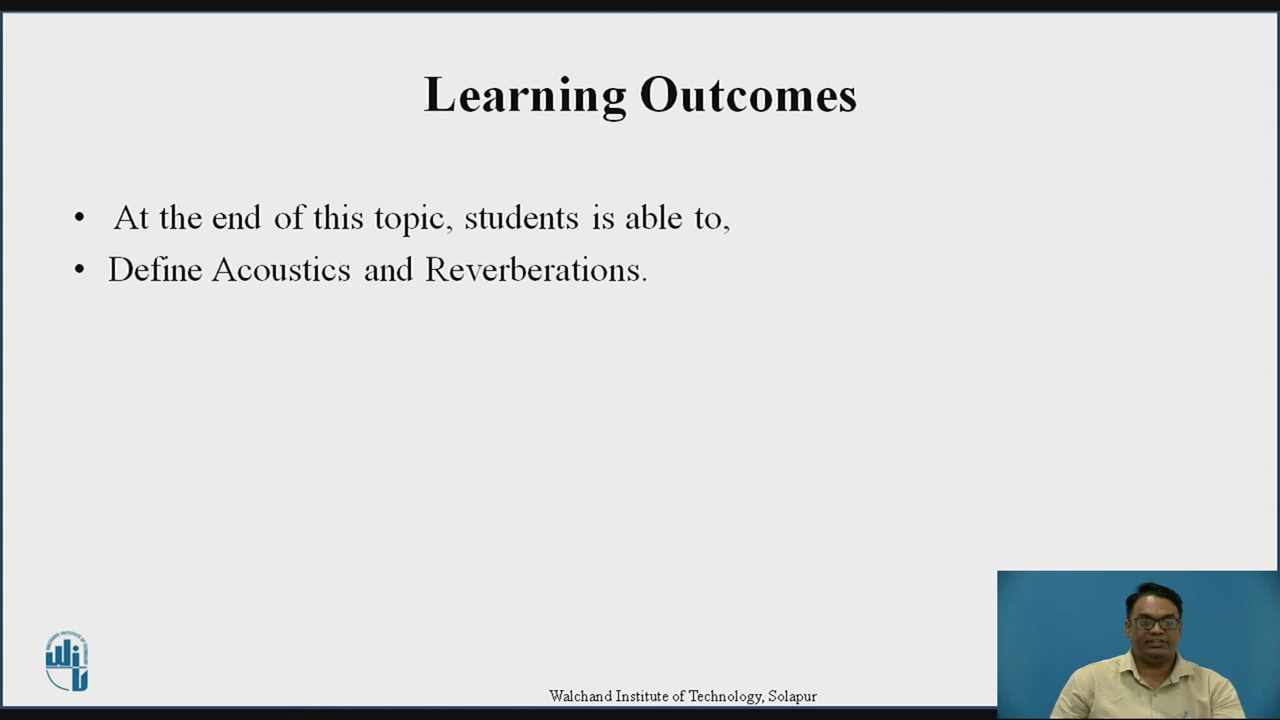 Learning Outcomes
• At the end of this topic, students is able to,
• Define Acoustics and Reverberations.
WIT
Walchand Institute of Technology, Solapur